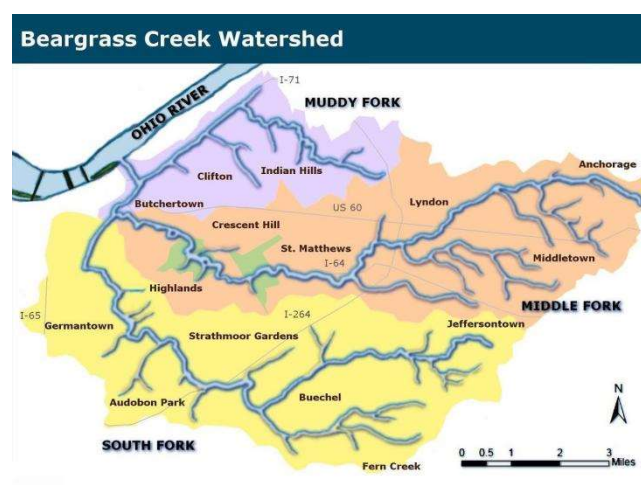 Beargrass Creek Watershed
I-71
OHIO RIVER
MUDDY FORK
Anchorage
Indian Hills
Clifton
Butchertown
US 60
Lyndon
Crescent Hill
St. Matthews
I-64
Middletown
Highlands
MIDDLE FORK
I-65
I-264
Germantown
Jeffersontown
Strathmoor Gardens
Audobon Park
Buechel
N
SOUTH FORK
0 0.5 1 2 3
Miles
Fern Creek